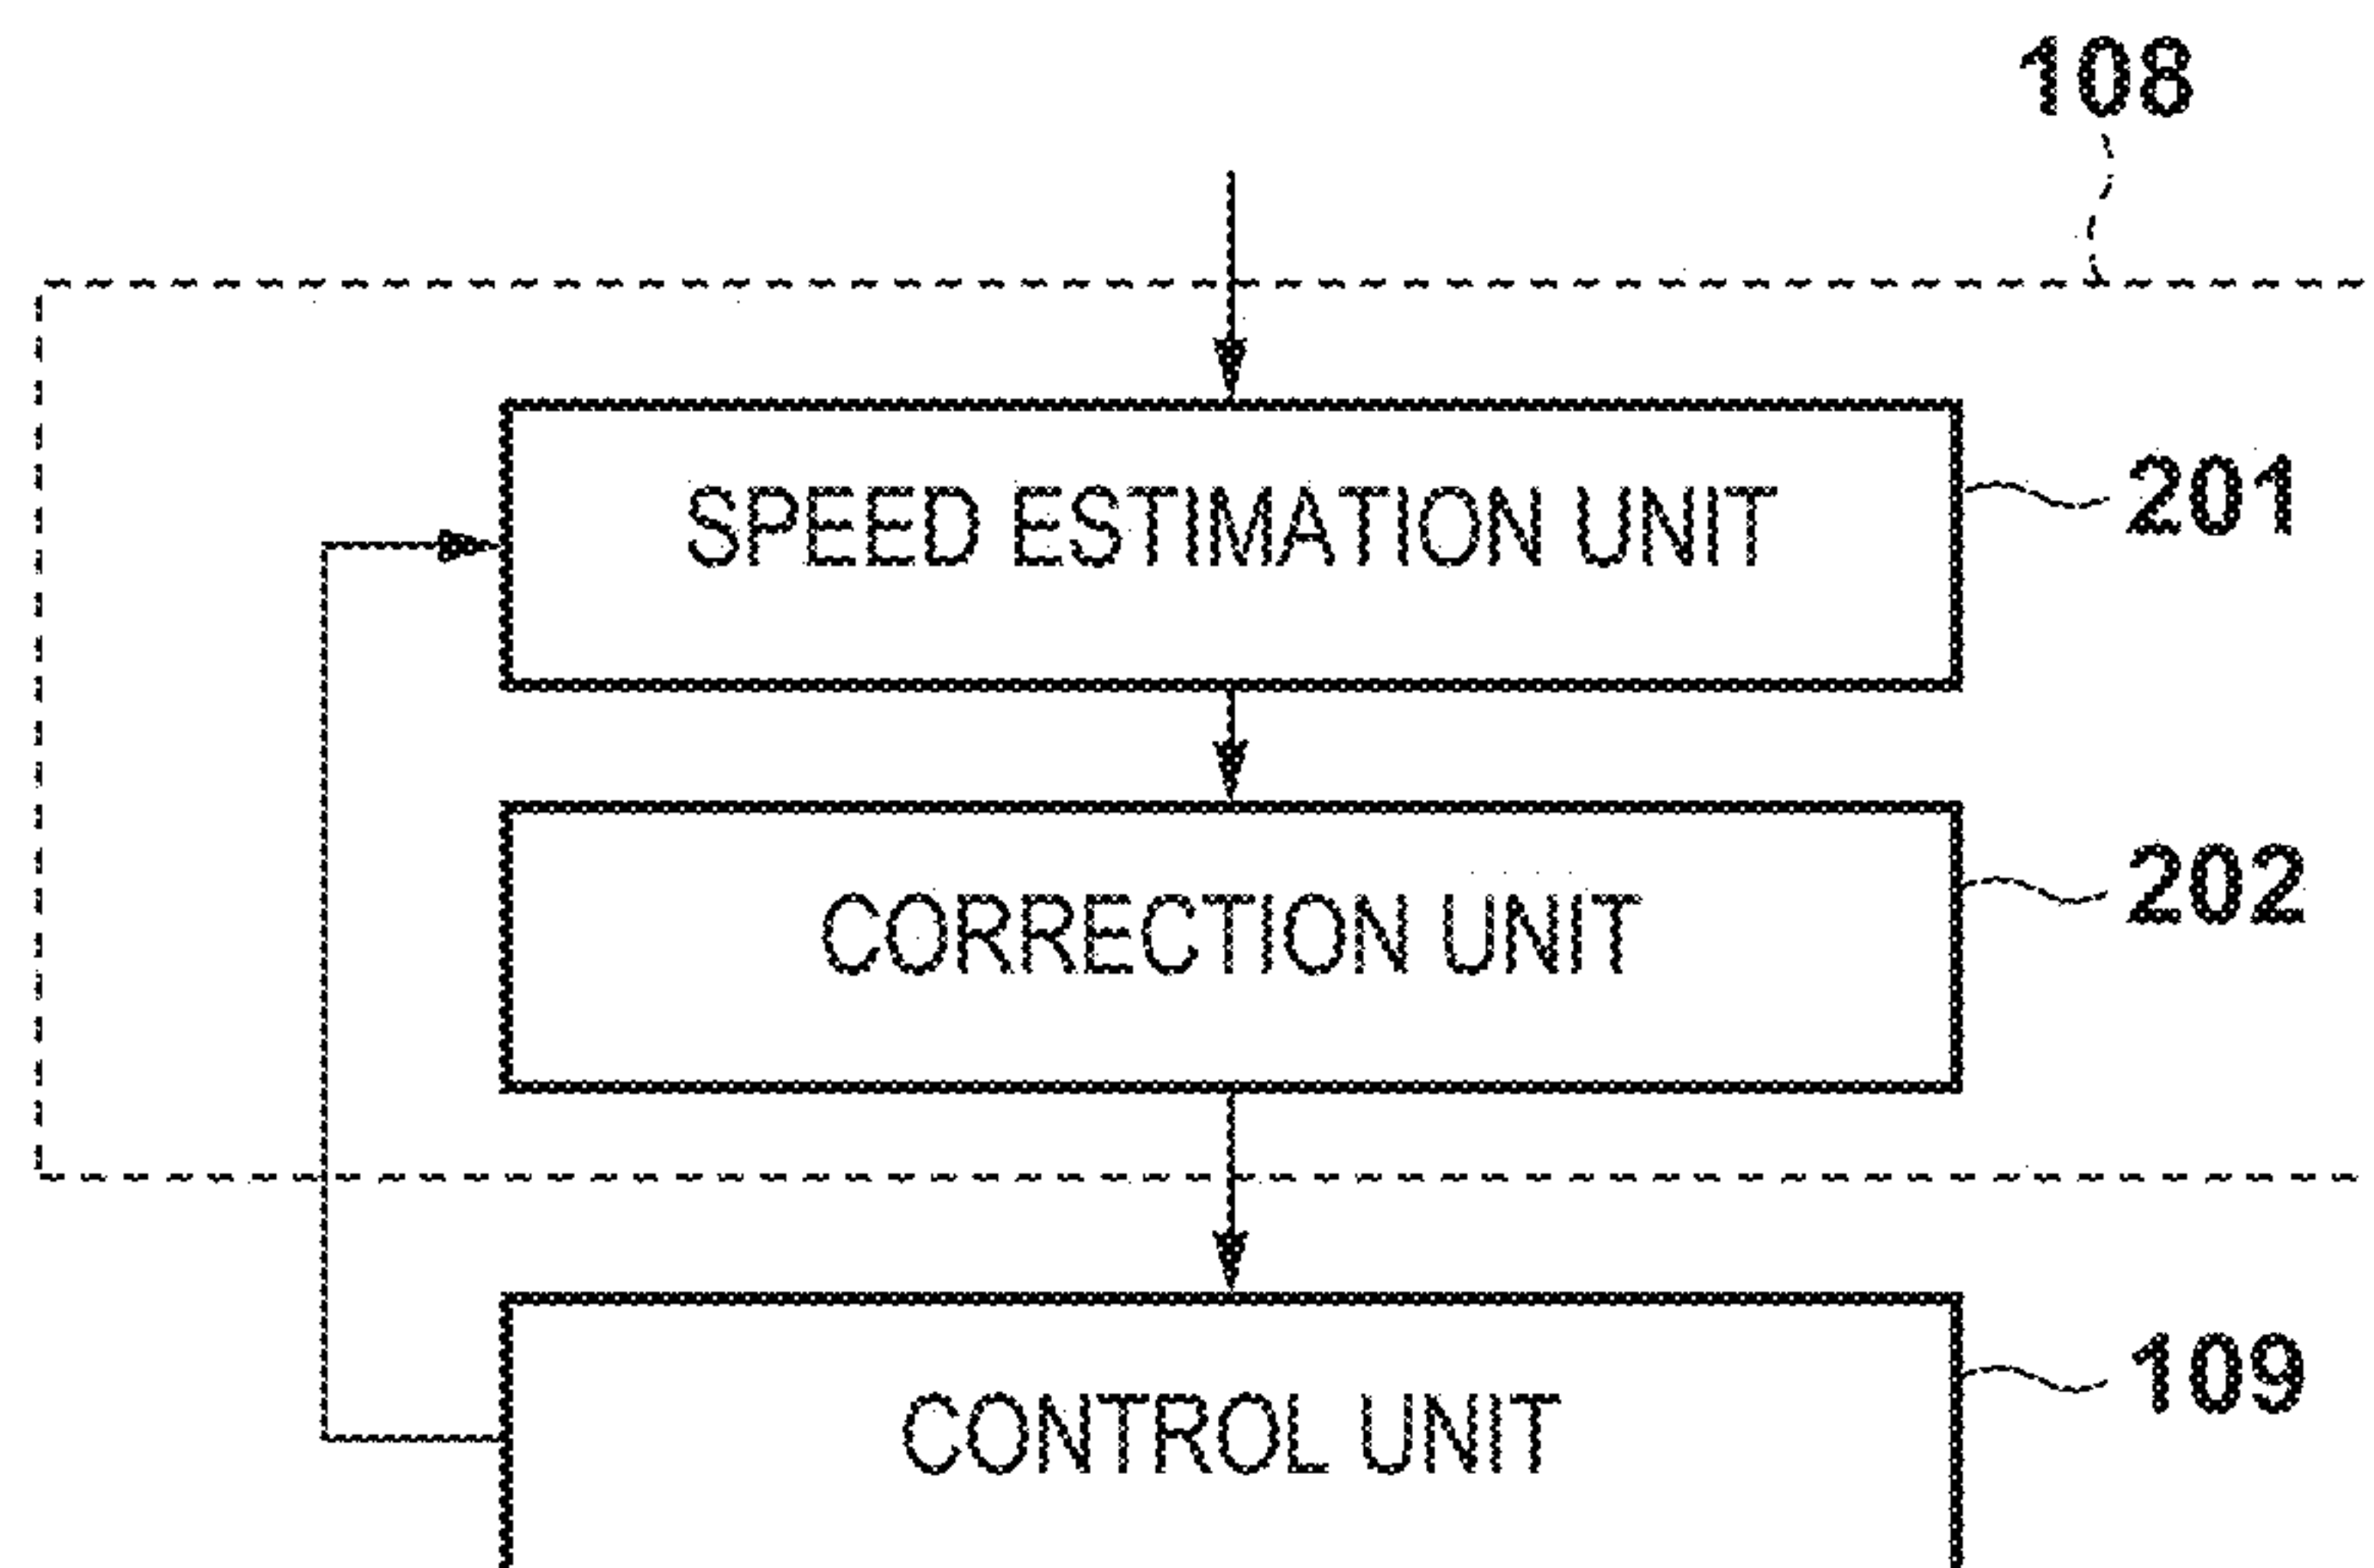 108
SPEED ESTIMATION UNIT
201
CORRECTION UNIT
202
CONTROL UNIT
109